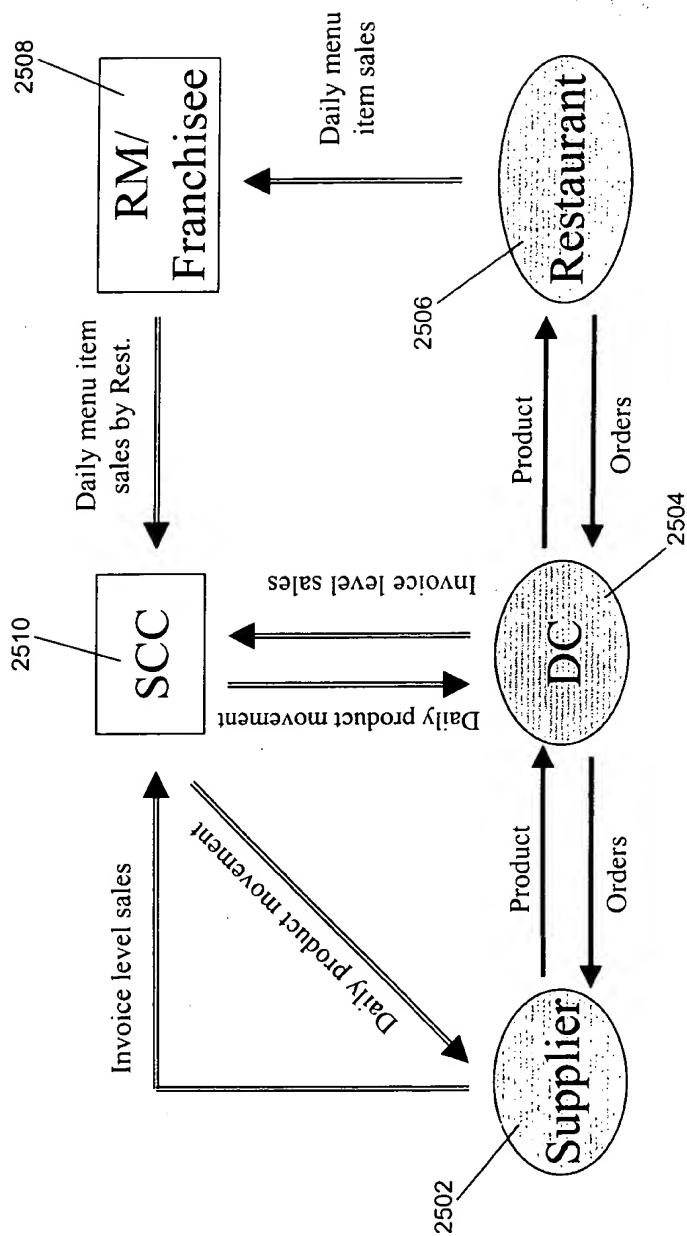 2510
SCC
2508
RM/
Franchisee
Daily menu item
sales by Rest.
Daily menu
item sales
Invoice level sales
Daily product movement
Daily product movement
Invoice level sales
2502
Supplier
Product
Orders
DC
2504
Product
Orders
2506
Restaurant